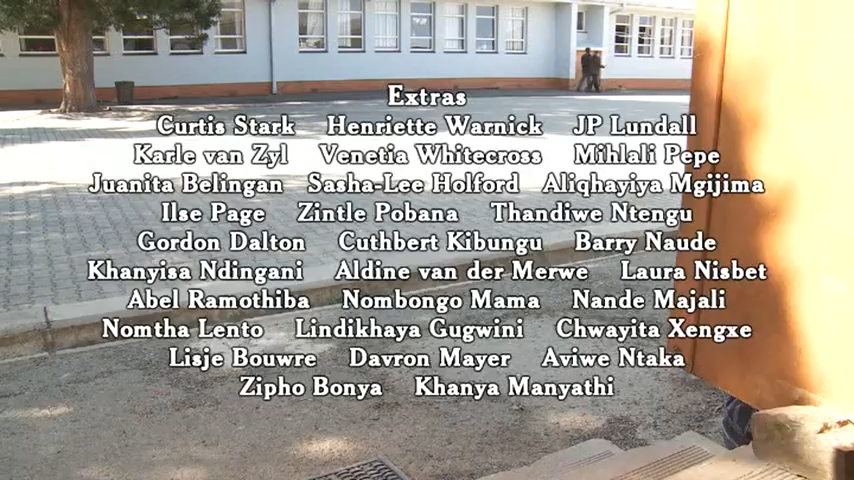 Extras
Curtis Stark Henriette Warnick JP Lundall
Karle van Zyl Venetia Whitecross Mihlali Pepe
Juanita Belingan Sasha-Lee Holford Aliqhayiya Mgijima
Ilse Page Zintle Pobana Thandiwe Ntengu
Gordon Dalton Cuthbert Kibungu Barry Naude
Khanyisa Ndingani Aldine van der Merwe Laura Nisbet
Abel Ramothiba Nombongo Mama Nande Majali
Nomtha Lento Lindikhaya Gugwini Chwayita Xengxe
Lisje Bouwre Davron Mayer Aviwe Ntaka
Zipho Bonya Khanya Manyathi